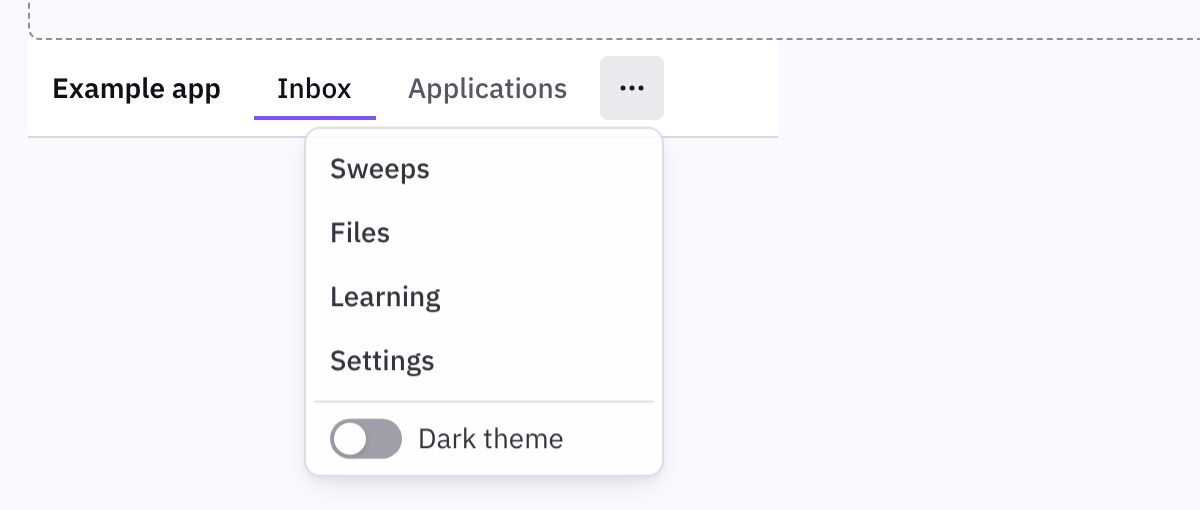 Example app Inbox Applications ...
Sweeps
Files
Learning
Settings
Dark theme